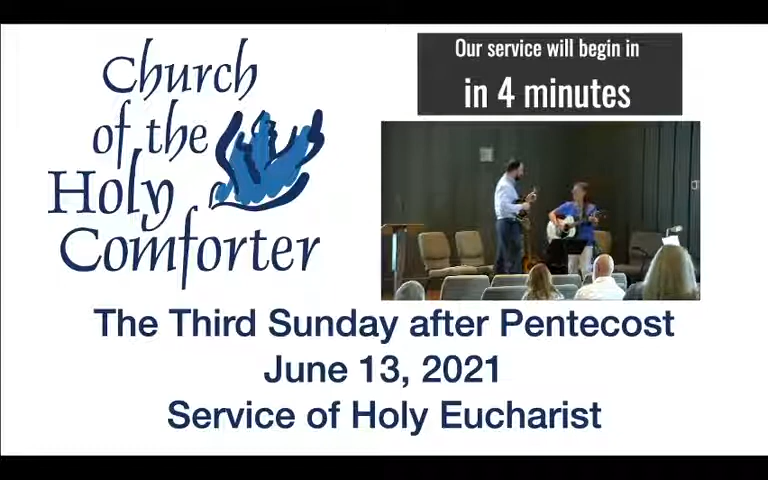 Church
of the
Holy
Comforter
Our service will begin in
in 4 minutes
The Third Sunday after Pentecost
June 13, 2021
Service of Holy Eucharist